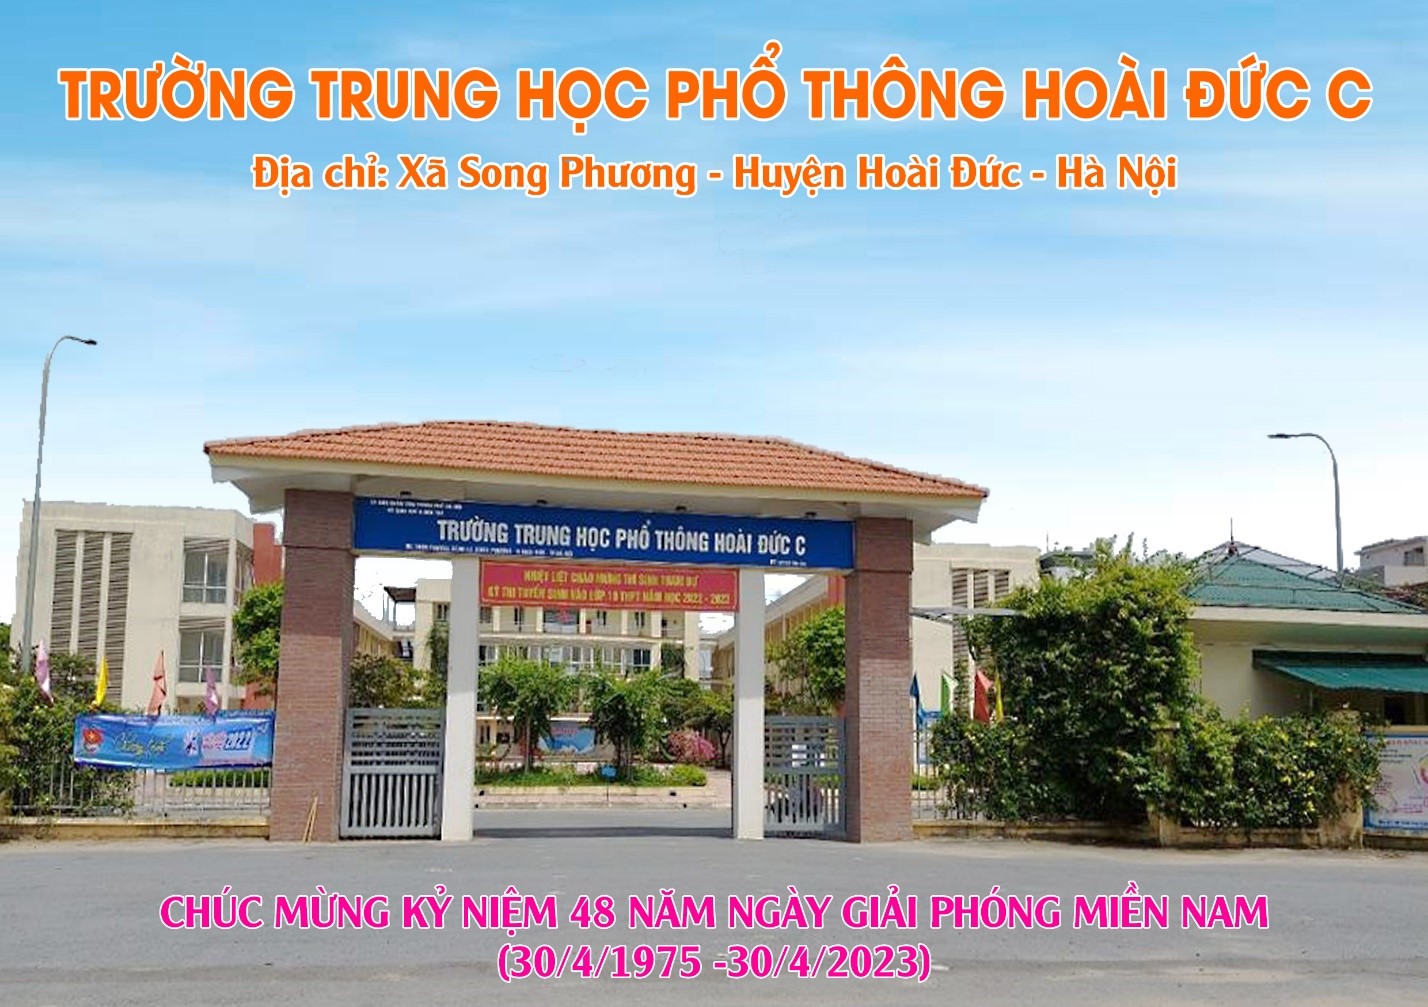 TRƯỜNG TRUNG HỌC PHỔ THÔNG HOÀI ĐỨC C
Địa chỉ: Xã Song Phương - Huyện Hoài Đức - Hà Nội
TRƯỜNG TRUNG HỌC PHỔ THÔNG HOÀI ĐỨC C
NHIỆT LIỆT CHÀO MỪNG THÍ SINH THAM DỰ
KỲ THI TUYỂN SINH VÀO LỚP 10 THPT NĂM HỌC 2022 - 2023
2022
CHÚC MỪNG KỶ NIỆM 48 NĂM NGÀY GIẢI PHÓNG MIỀN NAM
(30/4/1975 -30/4/2023)